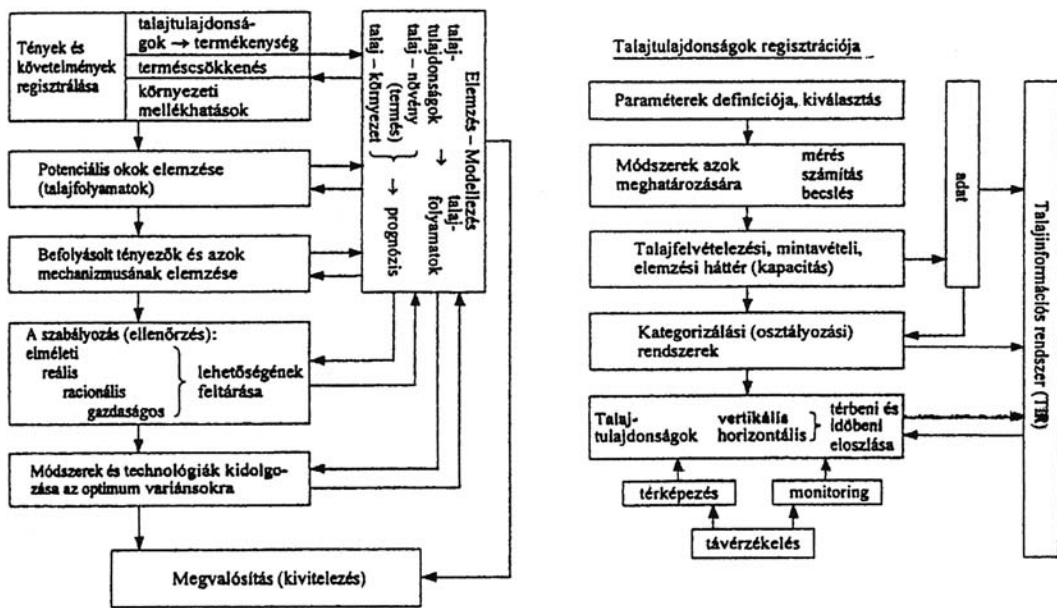 Tények és
követelmények
regisztrálása
talajtulajdonsá-
gok → termékenység
terméscsökkenés
környezeti
mellékhatások
Potenciális okok elemzése
(talajfolyamatok)
Befolyásolt tényezők és azok
mechanizmusának elemzése
A szabályozás (ellenőrzés):
elméleti
reális
racionális
gazdaságos
lehetőségének
feltárása
Módszerek és technológiák kidolgo-
zása az optimum variánsokra
Megvalósítás (kivitelezés)
Elemzés – Modellezés
talaj-
tulajdonságok → talaj-
folyamatok
talaj – növény
(termés)
talaj – környezet
→ prognózis
Talajtulajdonságok regisztrációja
Paraméterek definíciója, kiválasztás
Módszerek azok
meghatározására
mérés
számítás
becslés
Talajfelvételezési, mintavételi,
elemzési háttér (kapacitás)
Kategorizálási (osztályozási)
rendszerek
Talaj-
tulajdonságok
vertikália
horizontális
térbeni és
időbeni
eloszlása
térképezés
monitoring
távérzékelés
adat
Talajinformációs rendszer (TIR)